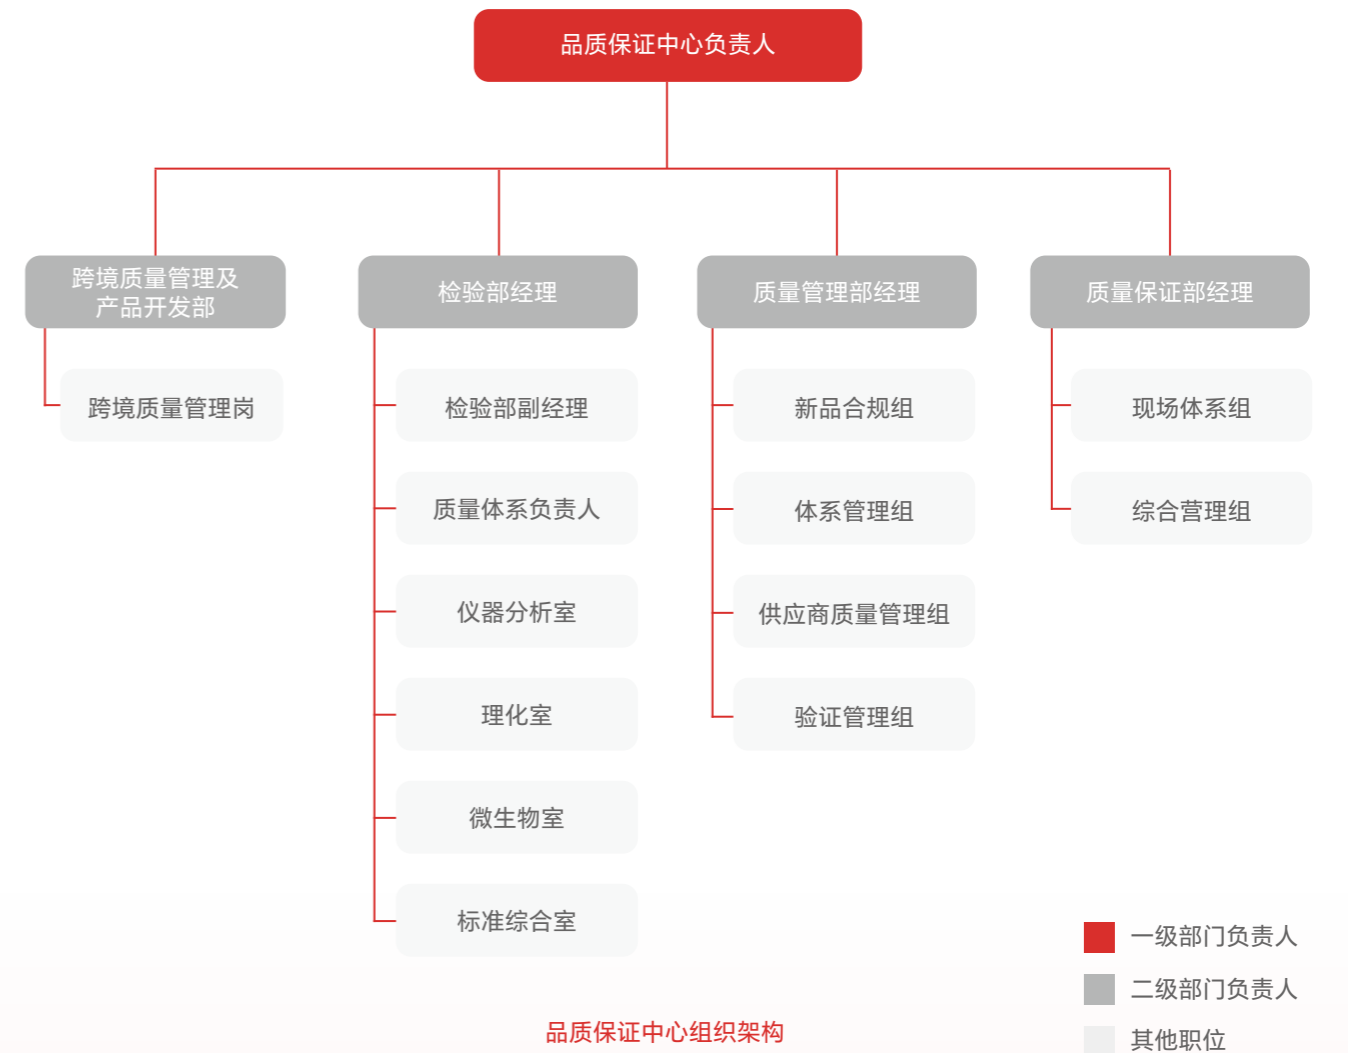 品质保证中心负责人
跨境质量管理及
产品开发部
检验部经理
质量管理部经理
质量保证部经理
跨境质量管理岗
检验部副经理
新品合规组
现场体系组
质量体系负责人
体系管理组
综合营理组
仪器分析室
供应商质量管理组
理化室
验证管理组
微生物室
标准综合室
一级部门负责人
二级部门负责人
其他职位
品质保证中心组织架构